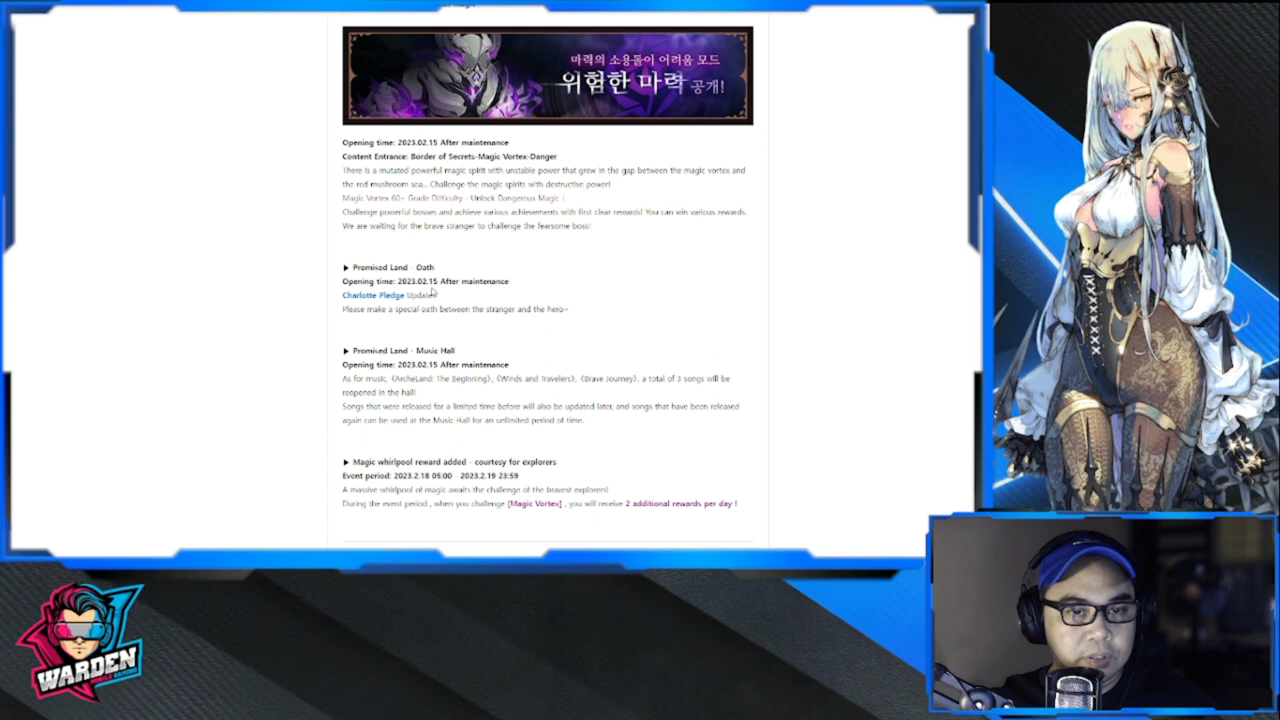 마력의 소용돌이 어려움 모드
위험한 마력 공개!
Opening time: 2023.02.15 After maintenance
Content Entrance: Border of Secrets-Magic Vortex-Danger
There is a mutated powerful magic spirit with unstable power that grew in the gap between the magic vortex and
the red mushroom sea.. Challenge the magic spirits with destructive power!
Magic Vortex 60+ Grade Difficulty - Unlock Dangerous Magic !
Challenge powerful bosses and achieve various achievements with first clear rewards! You can win various rewards.
We are waiting for the brave stranger to challenge the fearsome boss!
▶ Promised Land - Oath
Opening time: 2023.02.15 After maintenance
Charlotte Pledge Update!
Please make a special oath between the stranger and the hero~
▶ Promised Land - Music Hall
Opening time: 2023.02.15 After maintenance
As for music, 《ArcheLand: The Beginning》, 《Winds and Travelers》, 《Brave Journey》, a total of 3 songs will be
reopened in the hall!
Songs that were released for a limited time before will also be updated later, and songs that have been released
again can be used at the Music Hall for an unlimited period of time.
▶ Magic whirlpool reward added - courtesy for explorers
Event period: 2023.2.18 05:00 2023.2.19 23:59
A massive whirlpool of magic awaits the challenge of the bravest explorers!
During the event period , when you challenge [Magic Vortex] , you will receive 2 additional rewards per day !
WARDEN
MOBILE GAMING